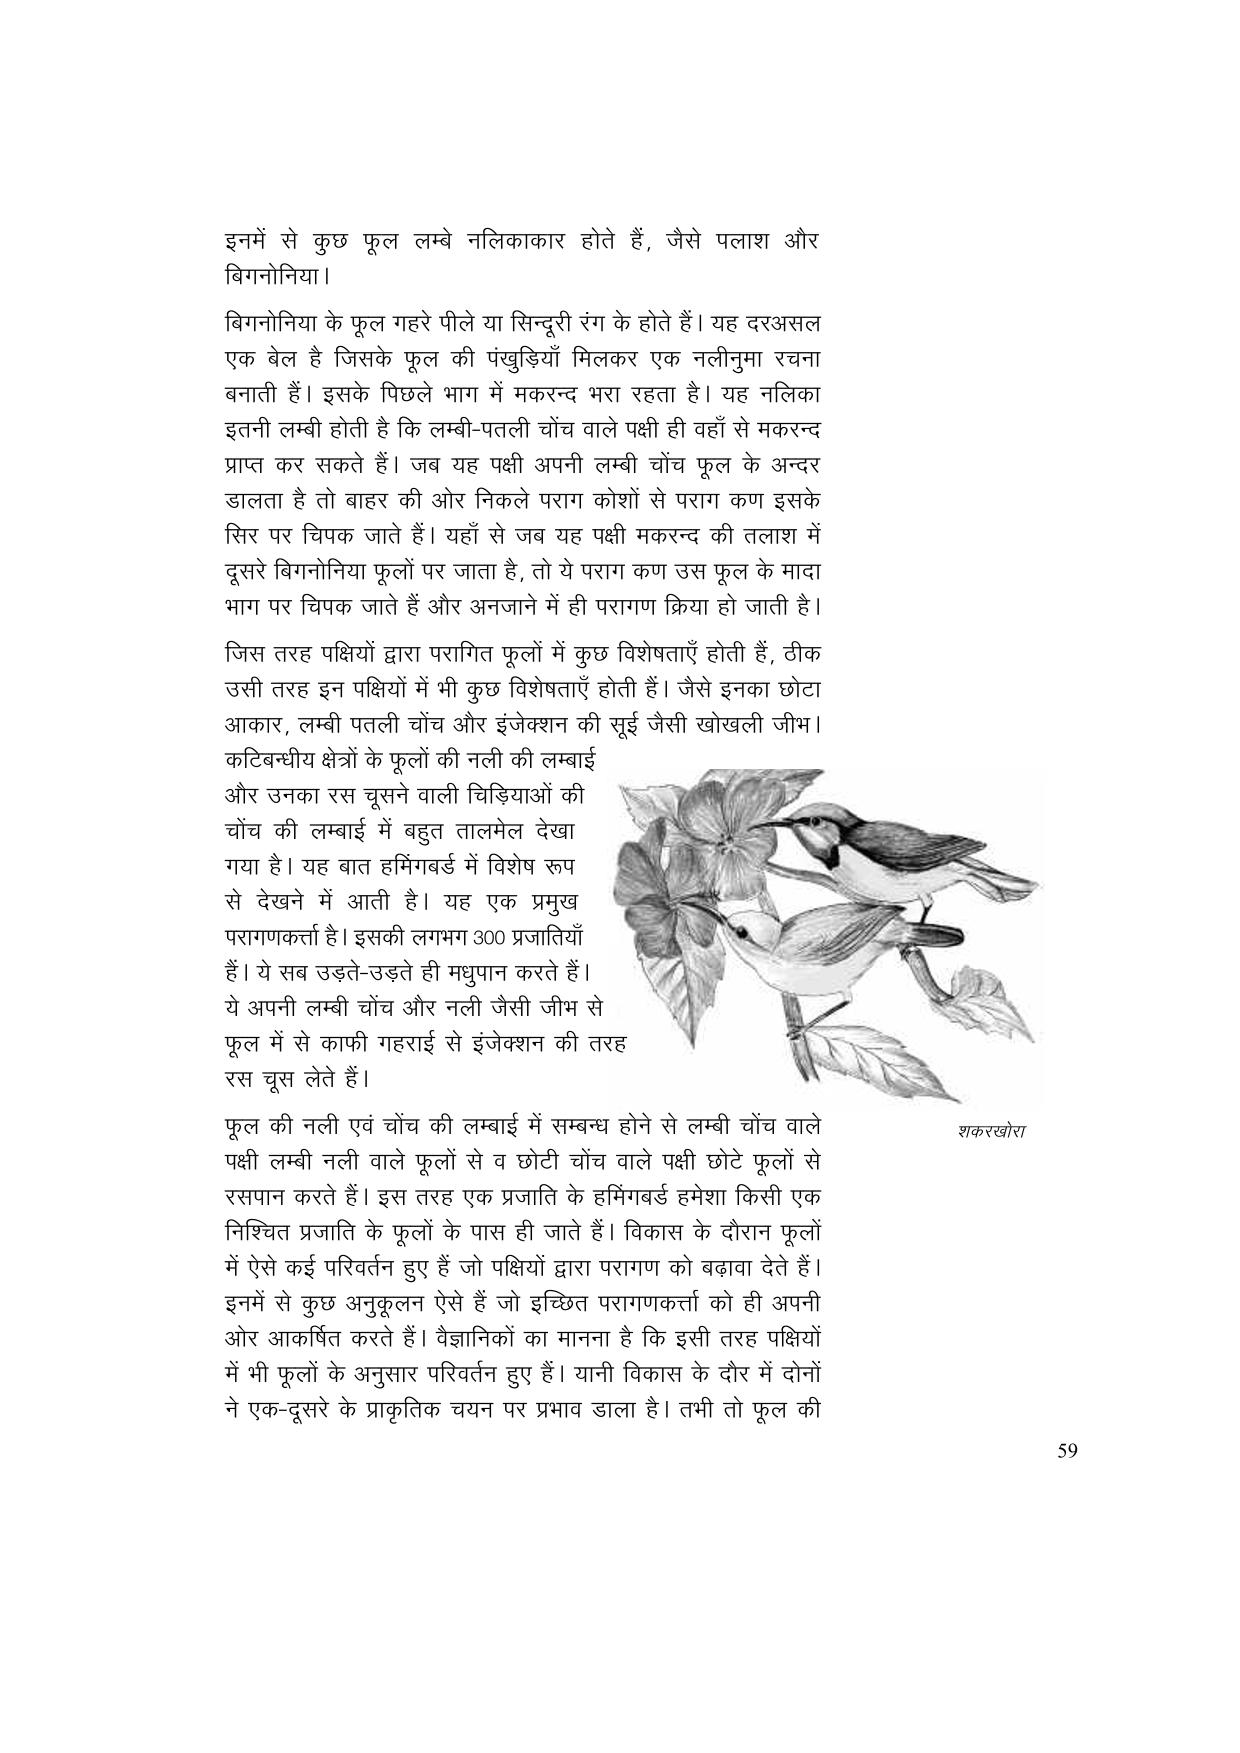 इनमें से कुछ फूल लम्बे नलिकाकार होते हैं, जैसे पलाश और
बिगनोनिया।
बिगनोनिया के फूल गहरे पीले या सिन्दूरी रंग के होते हैं। यह दरअसल
एक बेल है जिसके फूल की पंखुड़ियाँ मिलकर एक नलीनुमा रचना
बनाती हैं। इसके पिछले भाग में मकरन्द भरा रहता है। यह नलिका
इतनी लम्बी होती है कि लम्बी-पतली चोंच वाले पक्षी ही वहाँ से मकरन्द
प्राप्त कर सकते हैं। जब यह पक्षी अपनी लम्बी चोंच फूल के अन्दर
डालता है तो बाहर की ओर निकले पराग कोशों से पराग कण इसके
सिर पर चिपक जाते हैं। यहाँ से जब यह पक्षी मकरन्द की तलाश में
दूसरे बिगनोनिया फूलों पर जाता है, तो ये पराग कण उस फूल के मादा
भाग पर चिपक जाते हैं और अनजाने में ही परागण क्रिया हो जाती है।
जिस तरह पक्षियों द्वारा परागित फूलों में कुछ विशेषताएँ होती हैं, ठीक
उसी तरह इन पक्षियों में भी कुछ विशेषताएँ होती हैं। जैसे इनका छोटा
आकार, लम्बी पतली चोंच और इंजेक्शन की सूई जैसी खोखली जीभ।
कटिबन्धीय क्षेत्रों के फूलों की नली की लम्बाई
और उनका रस चूसने वाली चिड़ियाओं की
चोंच की लम्बाई में बहुत तालमेल देखा
गया है। यह बात हमिंगबर्ड में विशेष रूप
से देखने में आती है। यह एक प्रमुख
परागणकर्त्ता है। इसकी लगभग 300 प्रजातियाँ
हैं। ये सब उड़ते-उड़ते ही मधुपान करते हैं।
ये अपनी लम्बी चोंच और नली जैसी जीभ से
फूल में से काफी गहराई से इंजेक्शन की तरह
रस चूस लेते हैं।
फूल की नली एवं चोंच की लम्बाई में सम्बन्ध होने से लम्बी चोंच वाले
पक्षी लम्बी नली वाले फूलों से व छोटी चोंच वाले पक्षी छोटे फूलों से
रसपान करते हैं। इस तरह एक प्रजाति के हमिंगबर्ड हमेशा किसी एक
निश्चित प्रजाति के फूलों के पास ही जाते हैं। विकास के दौरान फूलों
में ऐसे कई परिवर्तन हुए हैं जो पक्षियों द्वारा परागण को बढ़ावा देते हैं।
इनमें से कुछ अनुकूलन ऐसे हैं जो इच्छित परागणकर्त्ता को ही अपनी
ओर आकर्षित करते हैं। वैज्ञानिकों का मानना है कि इसी तरह पक्षियों
में भी फूलों के अनुसार परिवर्तन हुए हैं। यानी विकास के दौर में दोनों
ने एक-दूसरे के प्राकृतिक चयन पर प्रभाव डाला है। तभी तो फूल की
शकरखोरा
59